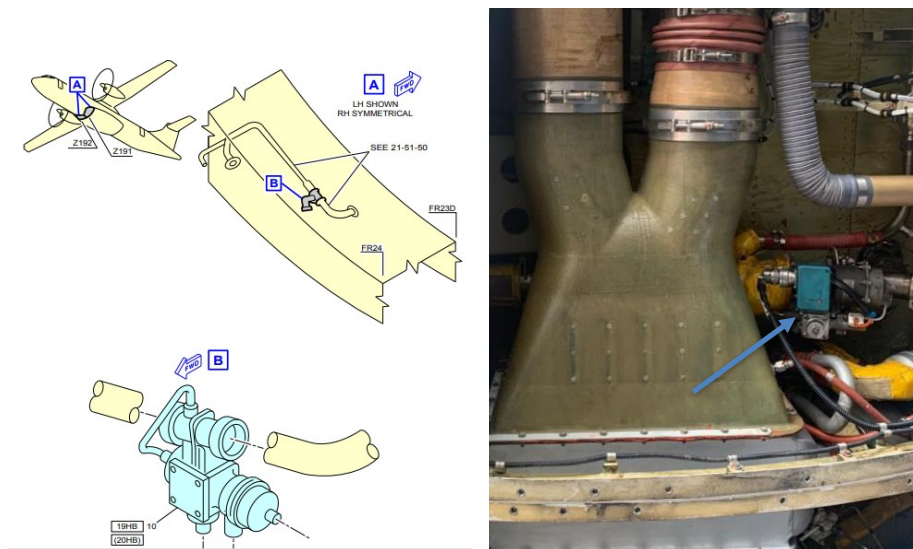 A
Z192
Z191
A
FWD
LH SHOWN
RH SYMMETRICAL
SEE 21-51-50
B
FR23D
FR24
FWD
B
19HB 10
(20HB)